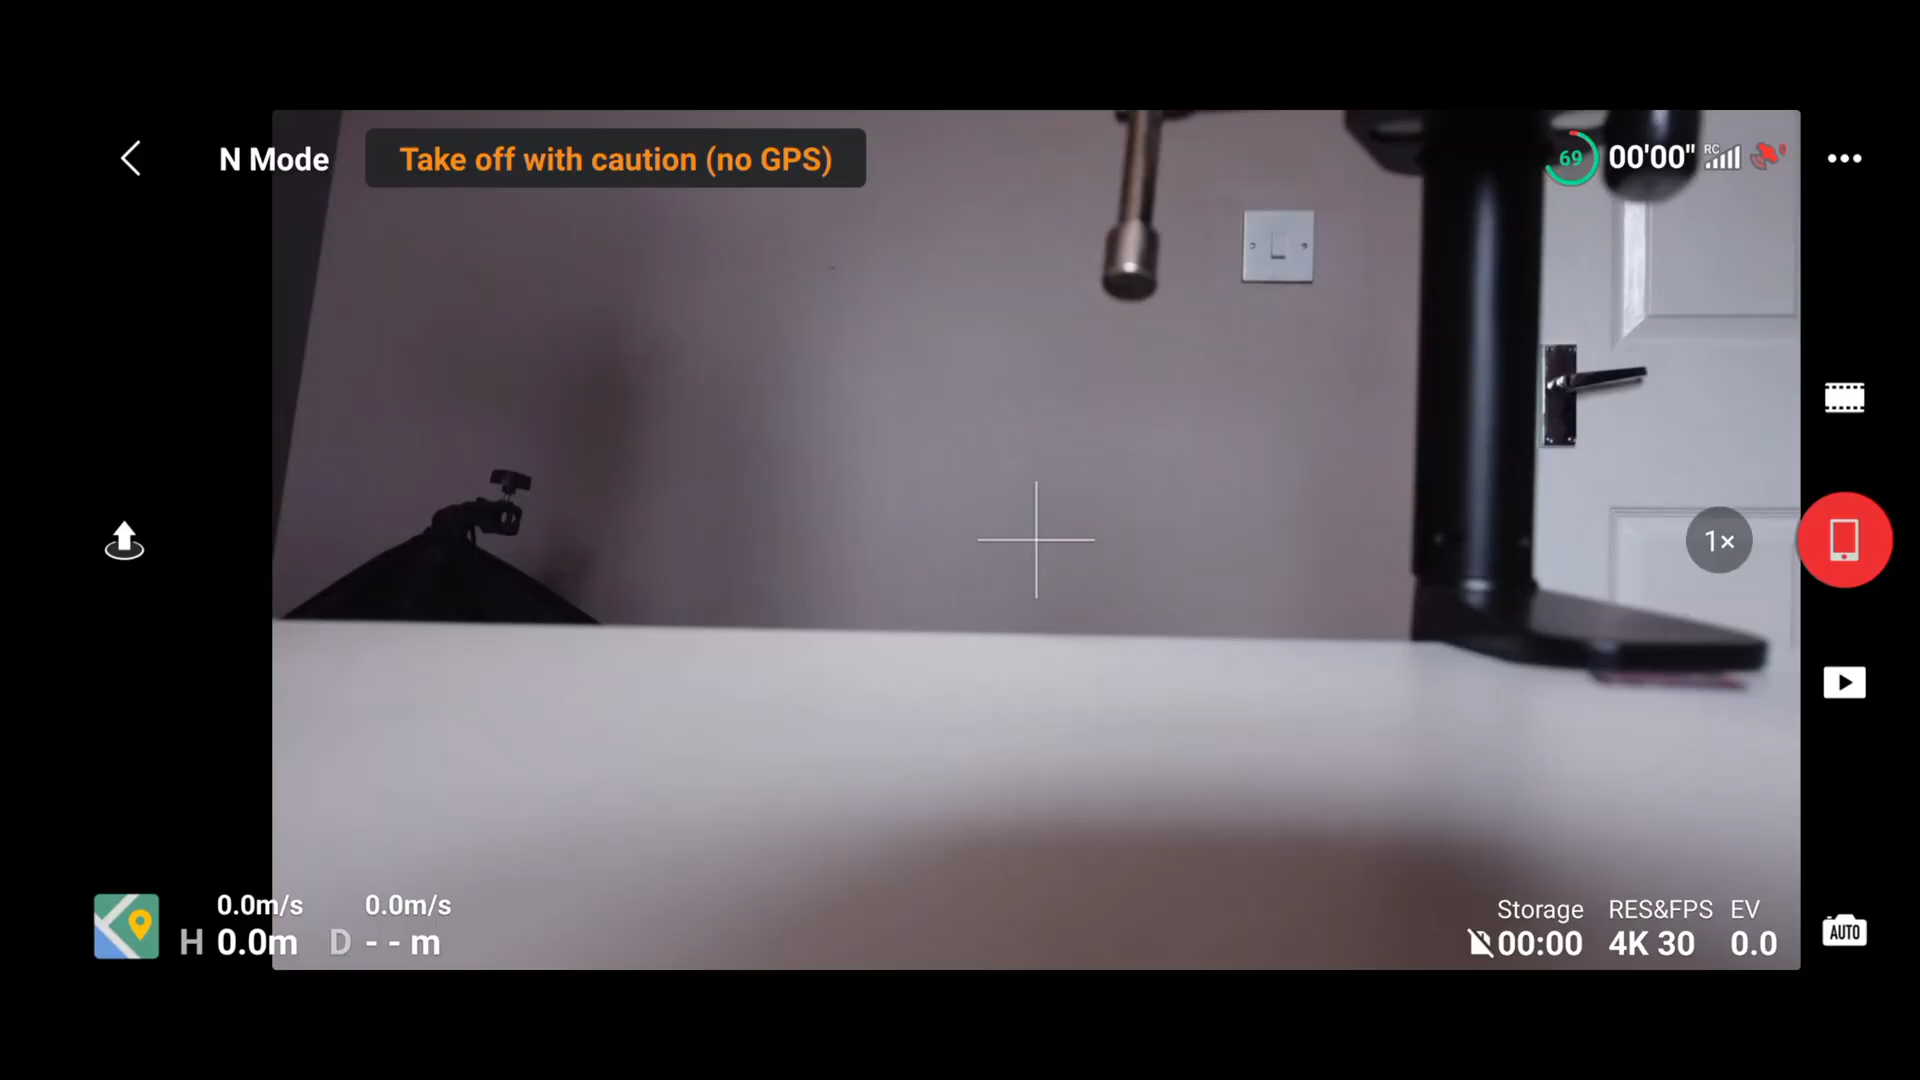 N Mode
Take off with caution (no GPS)
69
00'00"
RC
0
1×
0.0m/s
0.0m/s
H 0.0m
D - - m
Storage
RES&FPS
EV
00:00
4K 30
0.0
AUTO